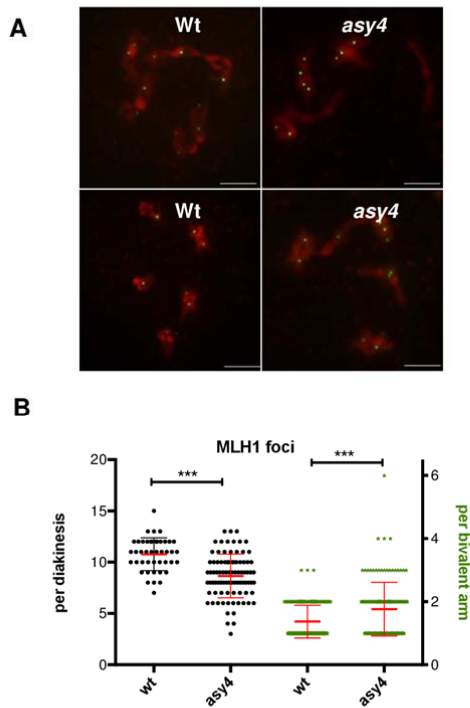 A
Wt
asy4
Wt
asy4
B
MLH1 foci
***
***
20
15
10
5
0
per diakinesis
6
4
2
0
per bivalent arm
wt
asy4
wt
asy4